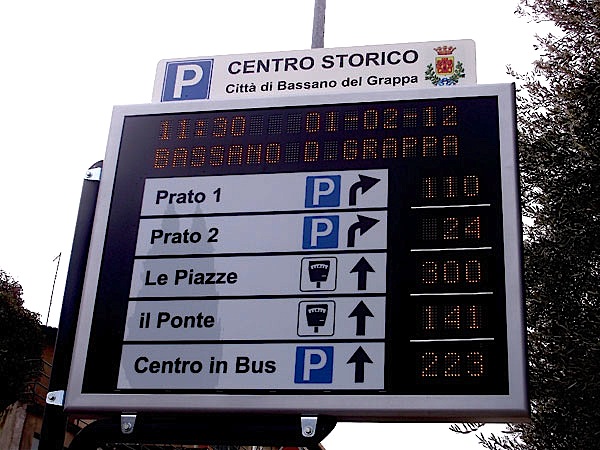 P CENTRO STORICO
Città di Bassano del Grappa
11:30 01-02-12
BASSANO D GRAPPA
Prato 1 P 110
Prato 2 P 24
Le Piazze 300
il Ponte 141
Centro in Bus P 223